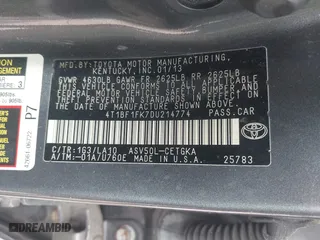 MFD.BY:TOYOTA MOTOR MANUFACTURING,
KENTUCKY,INC. 01/13
GVWR 4630LB GAWR FR 2625LB RR 2625LB
THIS VEHICLE CONFORMS TO ALL APPLICABLE
FEDERAL MOTOR VEHICLE SAFETY, BUMPER, AND
THEFT PREVENTION STANDARDS IN EFFECT ON
THE DATE OF MANUFACTURE SHOWN ABOVE.
4T1BF1FK7DU214774 PASS.CAR
C/TR:1G3/LA10 ASV50L-CETGKA
A/TM:-01A/U760E MADE IN U.S.A.
25783
TOYOTA
P7
3